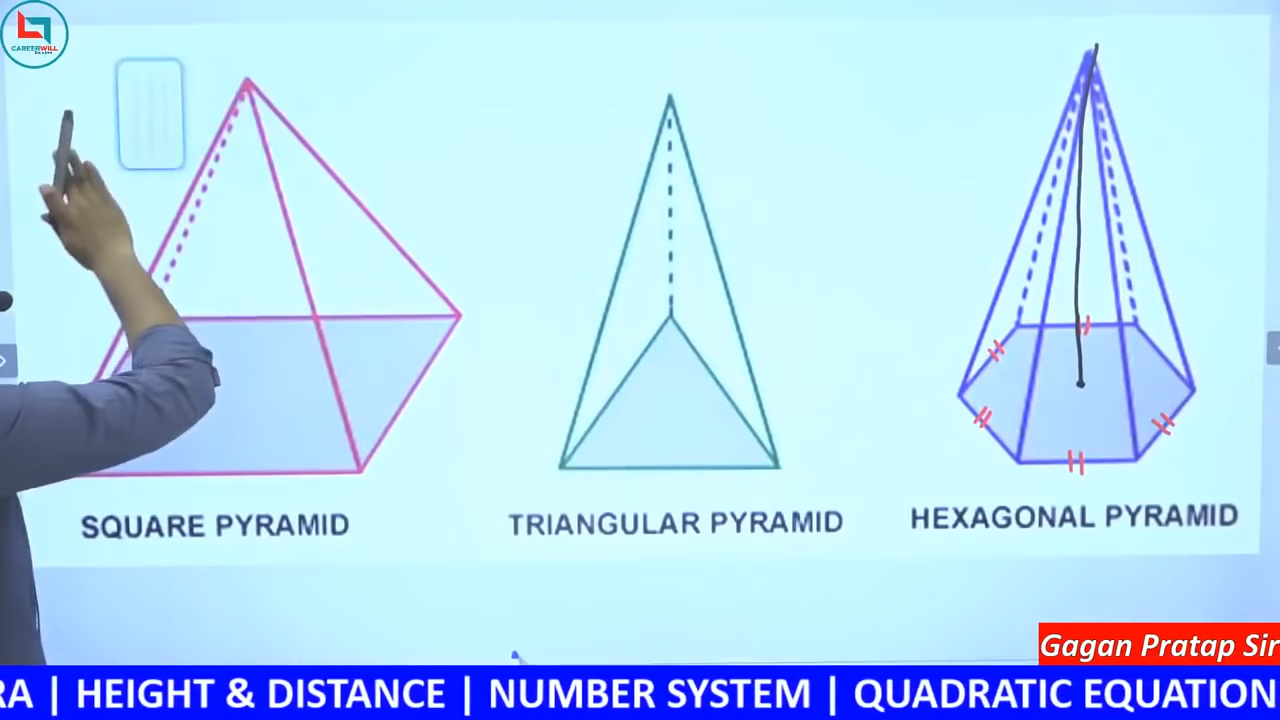 CAREERWILL
SQUARE PYRAMID
TRIANGULAR PYRAMID
HEXAGONAL PYRAMID
Gagan Pratap Sir
RA | HEIGHT & DISTANCE | NUMBER SYSTEM | QUADRATIC EQUATION